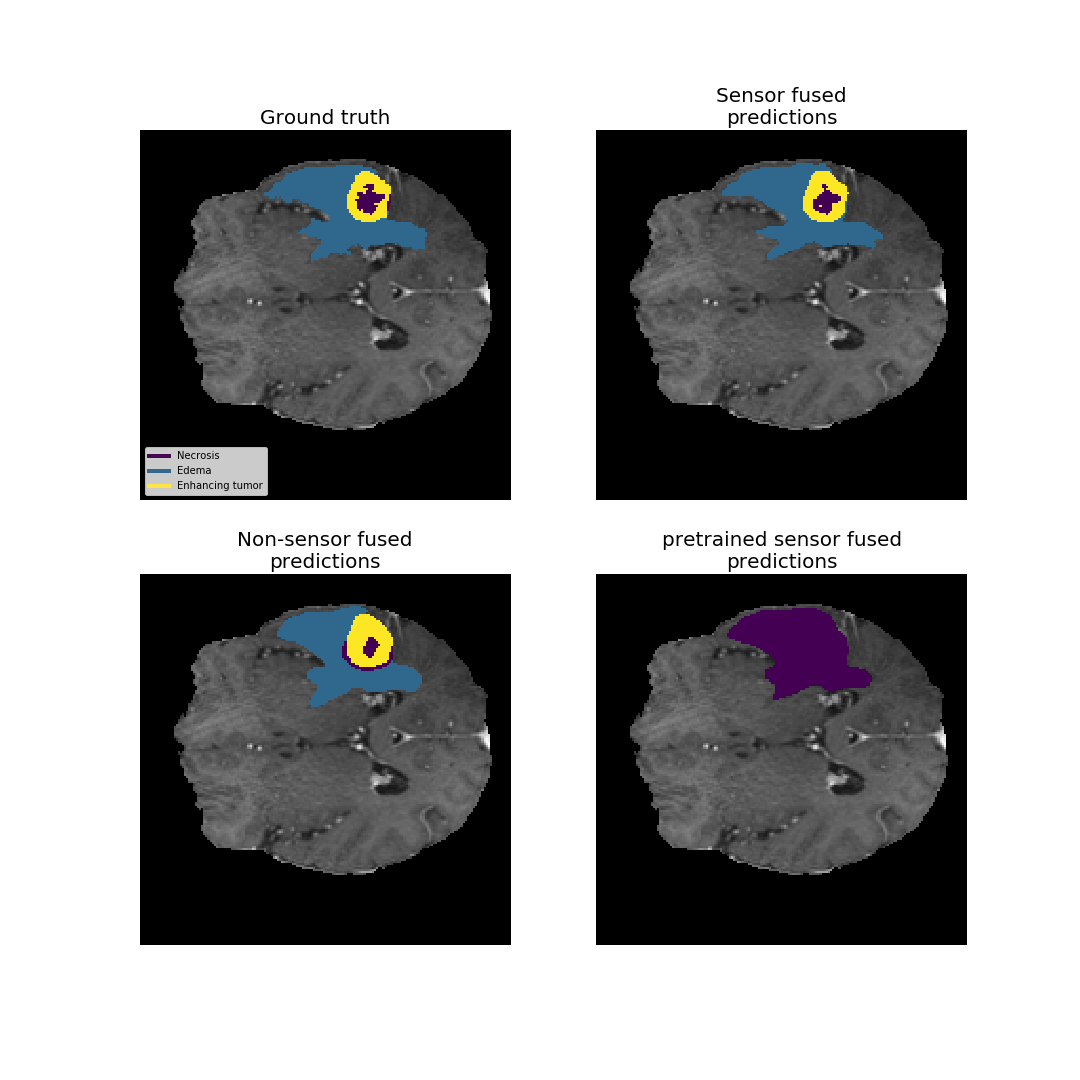 Ground truth
Sensor fused
predictions
Necrosis
Edema
Enhancing tumor
Non-sensor fused
predictions
pretrained sensor fused
predictions